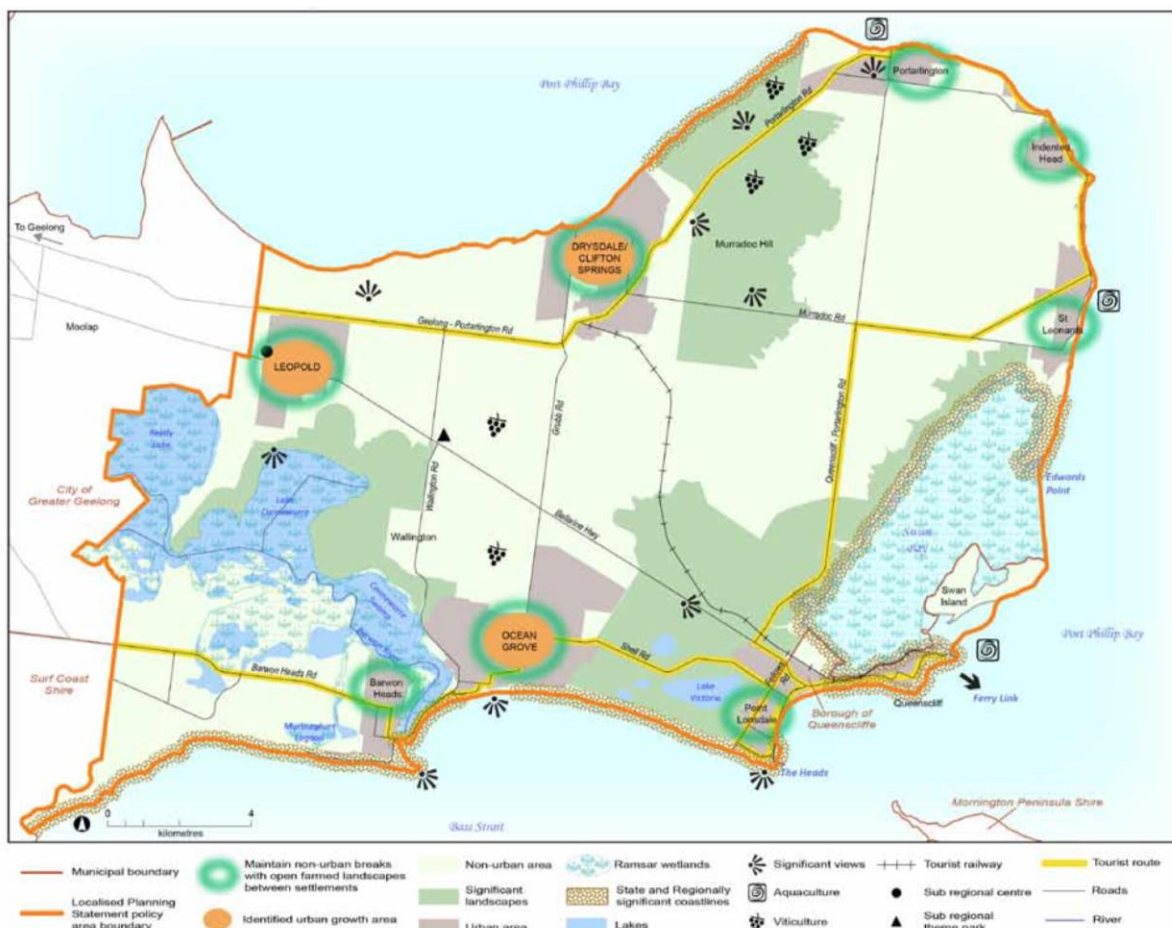 Port Phillip Bay
Portarlington
Portarlington Rd
Indented
Head
To Geelong
DRYSDALE/
CLIFTON
SPRINGS
Murradoc Hill
Moolap
Geelong - Portarlington Rd
Murradoc Rd
St
Leonards
LEOPOLD
Reedy
Lake
Grubb Rd
Queenscliff - Portarlington Rd
City of
Greater Geelong
Lake
Connewarre
Wallington Rd
Edwards
Point
Bellarine Hwy
Wallington
Swan
Bay
Swan
Island
Port Phillip Bay
OCEAN
GROVE
Shell Rd
Surf Coast
Shire
Barwon Heads Rd
Barwon
Heads
Lake
Victoria
Point
Lonsdale
Queenscliff
Ferry Link
Borough of
Queenscliffe
The Heads
Bass Strait
Mornington Peninsula Shire
0 4
kilometres
Municipal boundary
Localised Planning
Statement policy
area boundary
Maintain non-urban breaks
with open farmed landscapes
between settlements
Identified urban growth area
Non-urban area
Significant
landscapes
Urban area
Ramsar wetlands
State and Regionally
significant coastlines
Lakes
Significant views
Aquaculture
Viticulture
Tourist railway
Sub regional centre
Sub regional
theme park
Tourist route
Roads
River